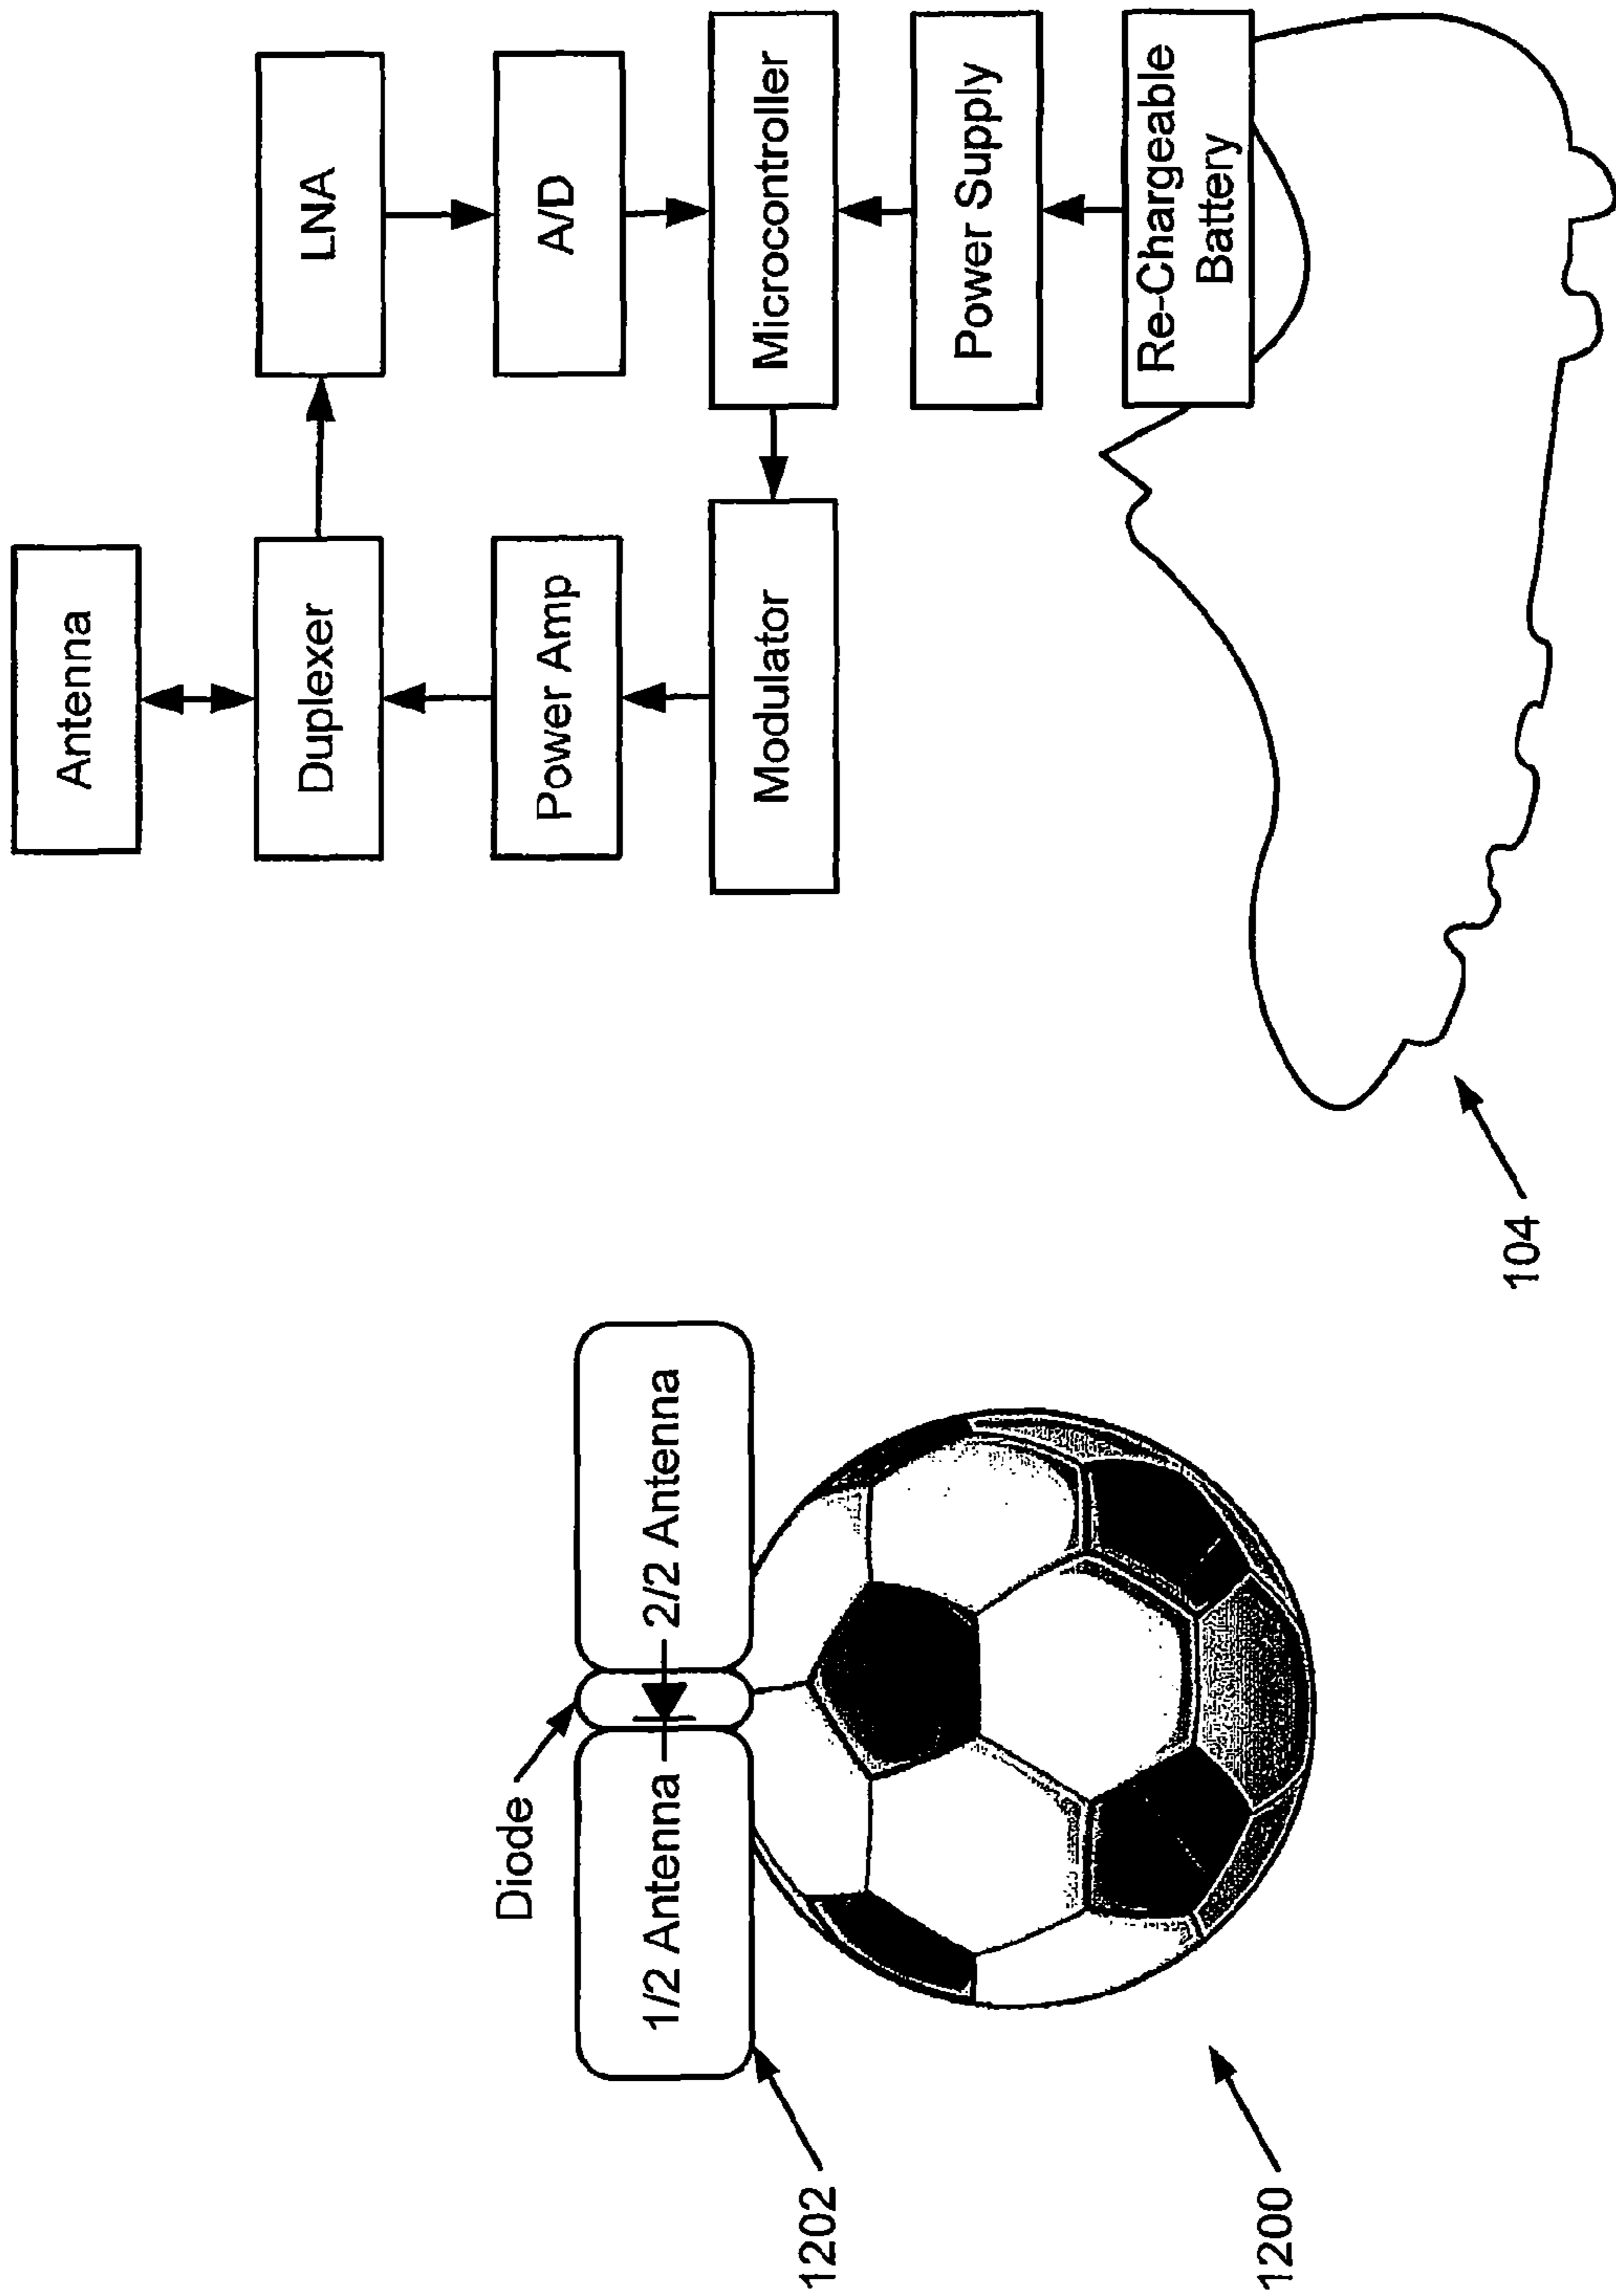 Antenna
Duplexer
LNA
Power Amp
A/D
Modulator
Microcontroller
Power Supply
Re-Chargeable
Battery
104
Diode
1/2 Antenna
2/2 Antenna
1202
1200